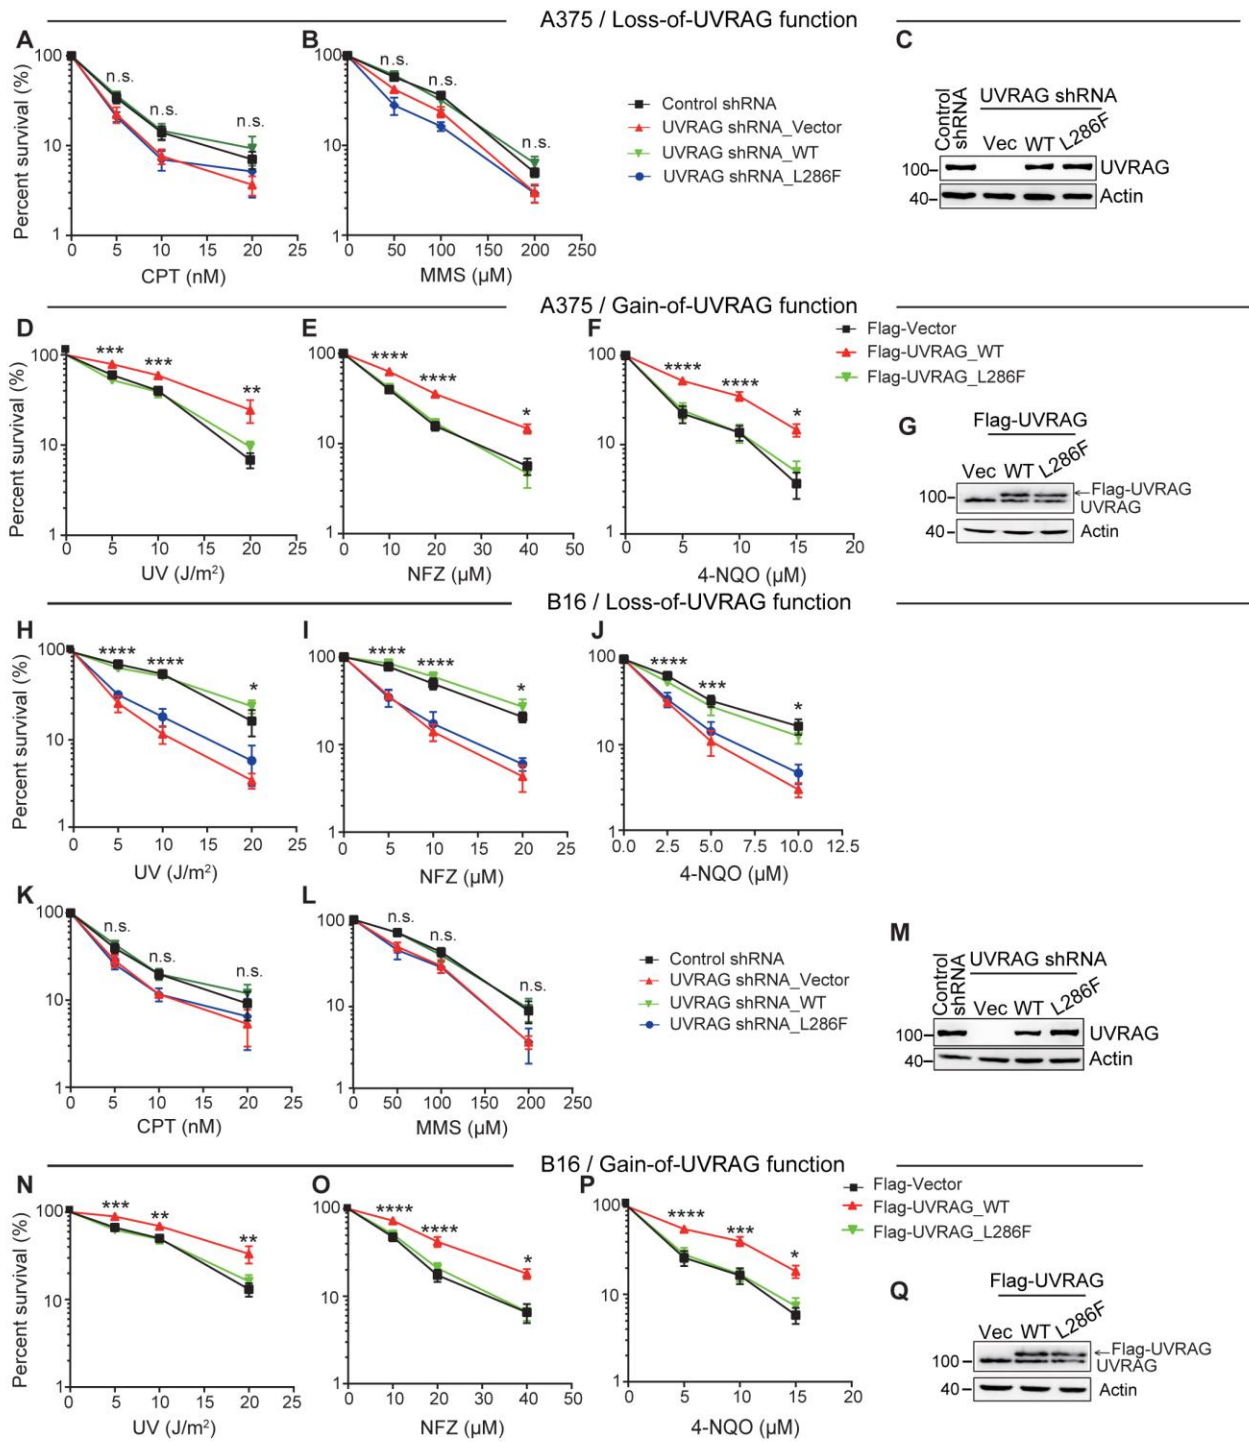 A375 / Loss-of-UVRAG function
A
B
C
Percent survival (%)
100
10
1
n.s.
n.s.
n.s.
0 5 10 15 20 25
CPT (nM)
100
10
1
n.s.
n.s.
n.s.
0 50 100 150 200 250
MMS (µM)
Control shRNA
UVRAG shRNA_Vector
UVRAG shRNA_WT
UVRAG shRNA_L286F
Control
shRNA
UVRAG shRNA
Vec WT L286F
100
UVRAG
40
Actin
A375 / Gain-of-UVRAG function
D
E
F
G
Percent survival (%)
100
10
1
***
***
**
0 5 10 15 20 25
UV (J/m²)
100
10
1
****
****
*
0 10 20 30 40 50
NFZ (µM)
100
10
1
****
****
*
0 5 10 15 20
4-NQO (µM)
Flag-Vector
Flag-UVRAG_WT
Flag-UVRAG_L286F
Flag-UVRAG
Vec WT L286F
100
←Flag-UVRAG
UVRAG
40
Actin
B16 / Loss-of-UVRAG function
H
I
J
Percent survival (%)
100
10
1
****
****
*
0 5 10 15 20 25
UV (J/m²)
100
10
1
****
****
*
0 5 10 15 20 25
NFZ (µM)
100
10
1
****
***
*
0.0 2.5 5.0 7.5 10.0 12.5
4-NQO (µM)
K
L
M
100
10
1
n.s.
n.s.
n.s.
0 5 10 15 20 25
CPT (nM)
100
10
1
n.s.
n.s.
n.s.
0 50 100 150 200 250
MMS (µM)
Control shRNA
UVRAG shRNA_Vector
UVRAG shRNA_WT
UVRAG shRNA_L286F
Control
shRNA
UVRAG shRNA
Vec WT L286F
100
UVRAG
40
Actin
B16 / Gain-of-UVRAG function
N
O
P
Q
Percent survival (%)
100
10
1
***
**
**
0 5 10 15 20 25
UV (J/m²)
100
10
1
****
****
*
0 10 20 30 40 50
NFZ (µM)
100
10
1
****
***
*
0 5 10 15 20
4-NQO (µM)
Flag-Vector
Flag-UVRAG_WT
Flag-UVRAG_L286F
Flag-UVRAG
Vec WT L286F
100
←Flag-UVRAG
UVRAG
40
Actin